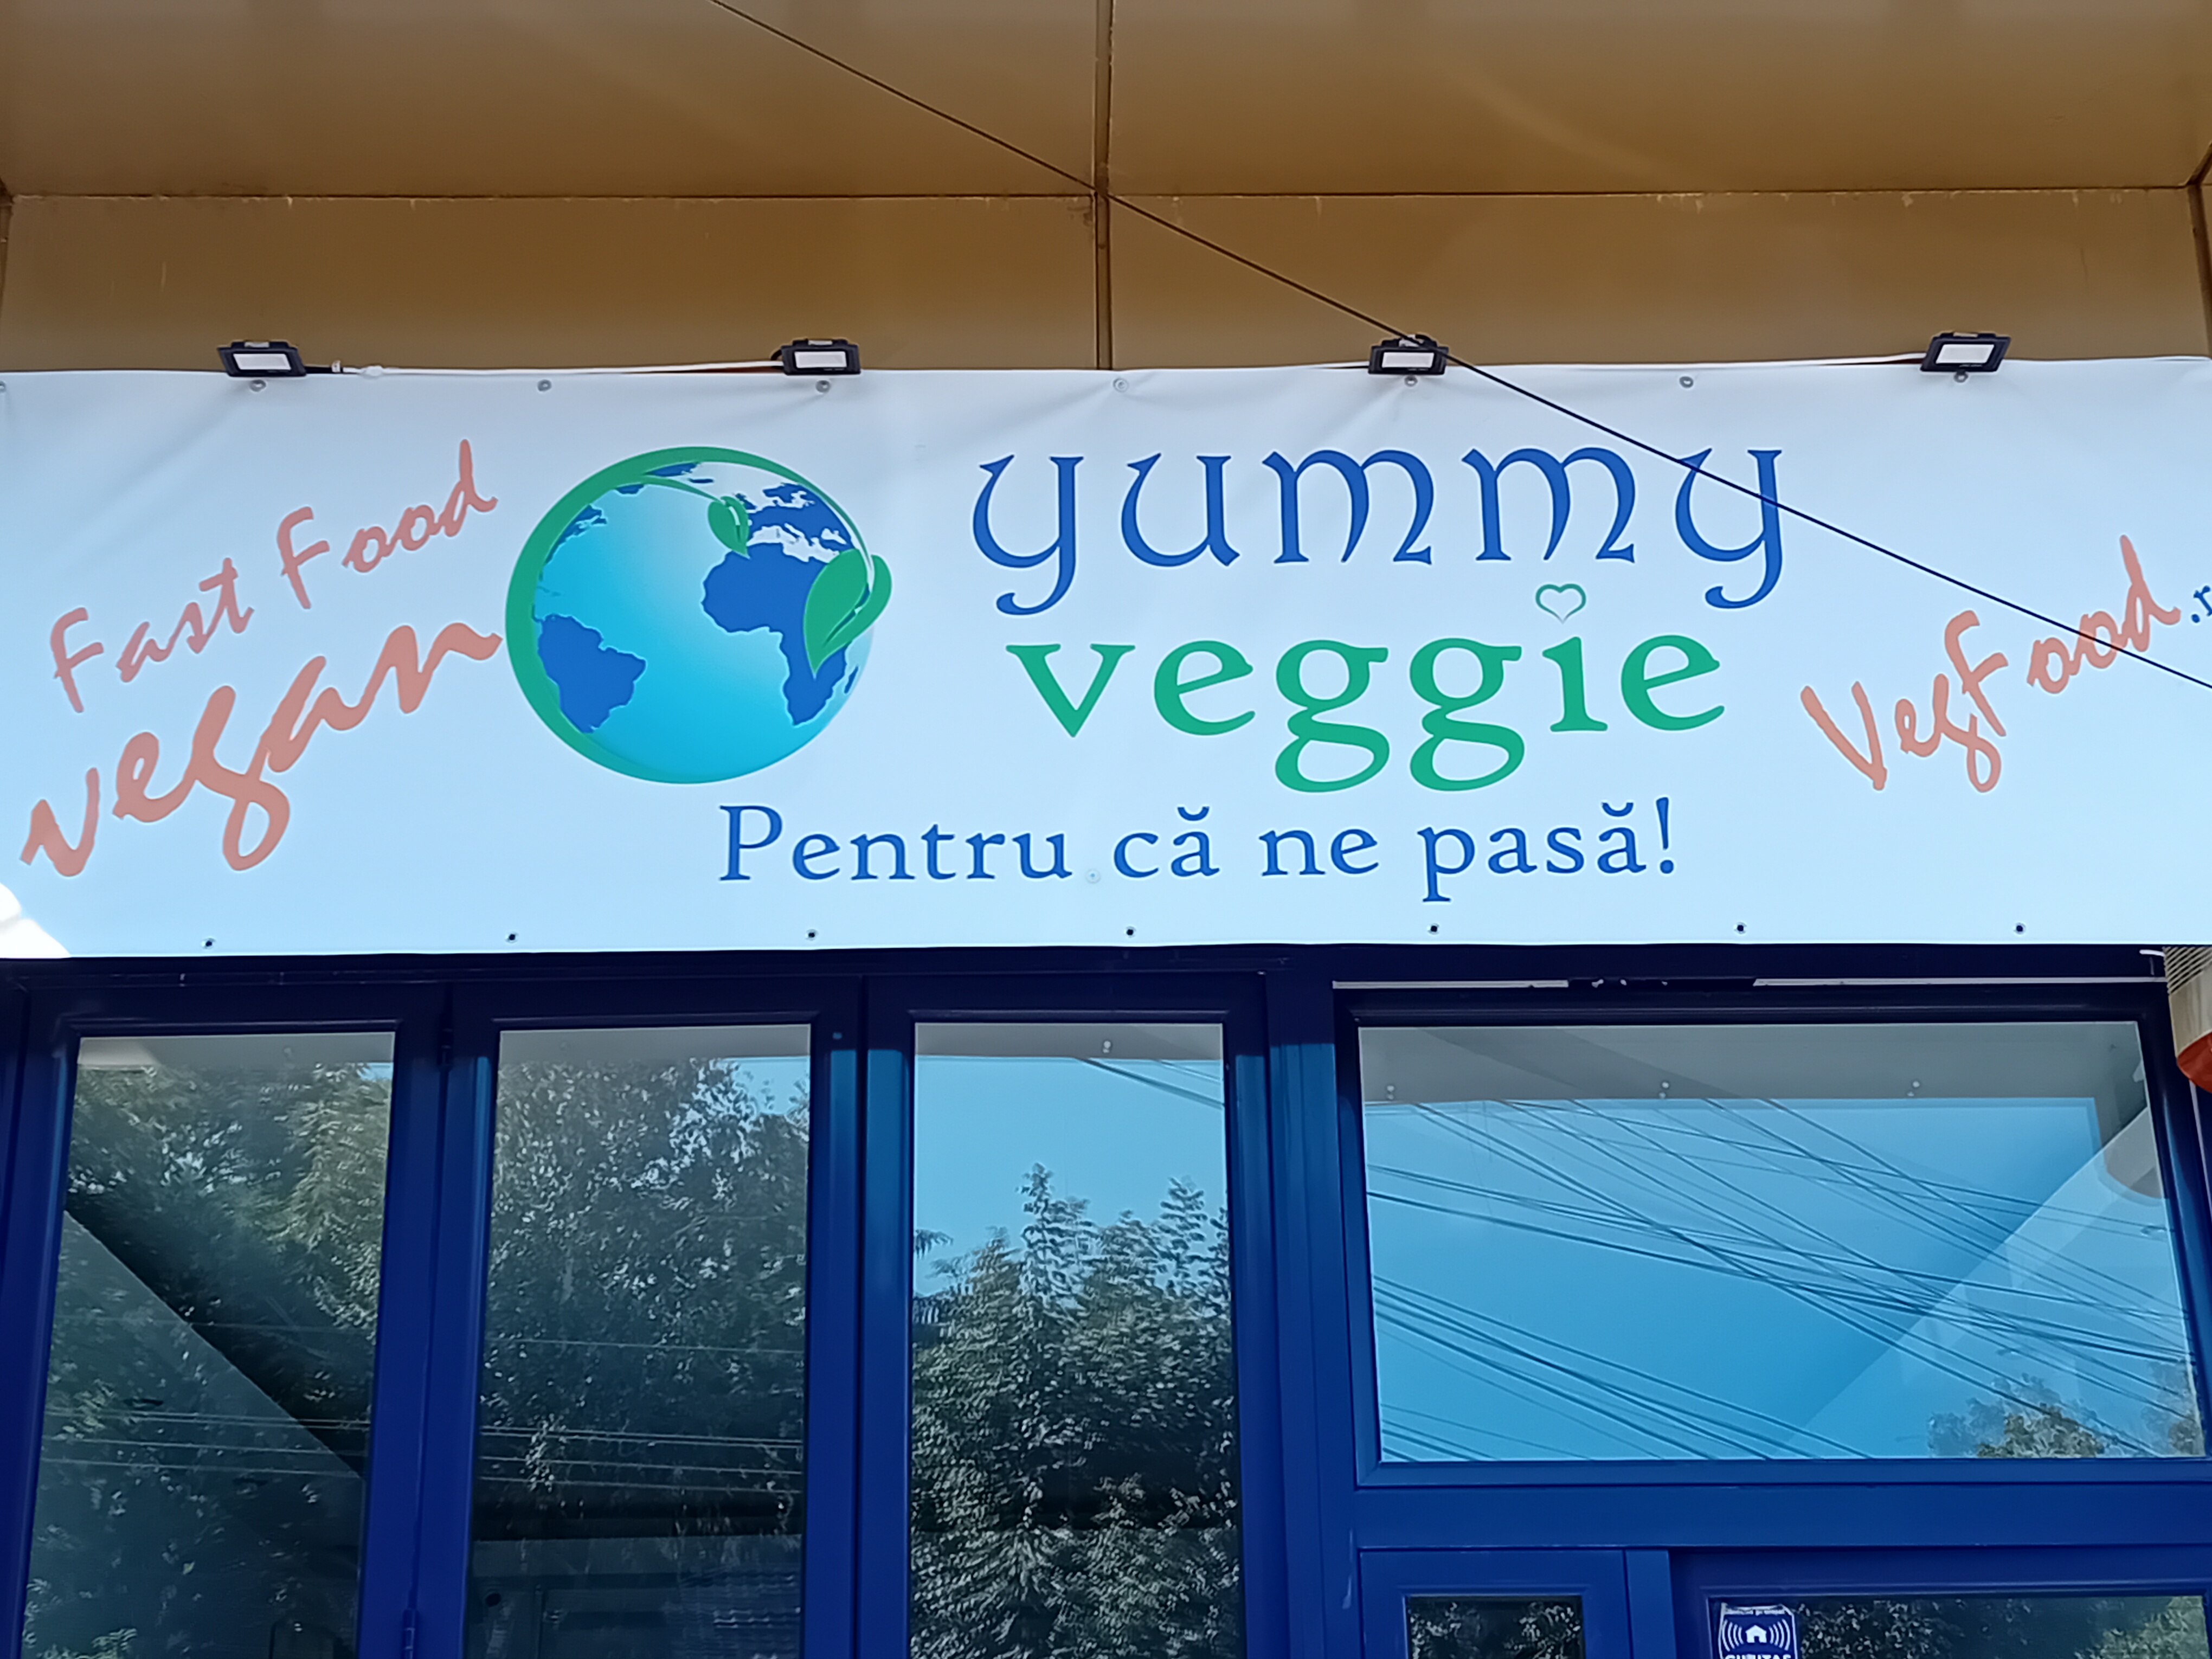 Fast Food
vegan
yummy
veggie
Pentru că ne pasă!
VegFood.r